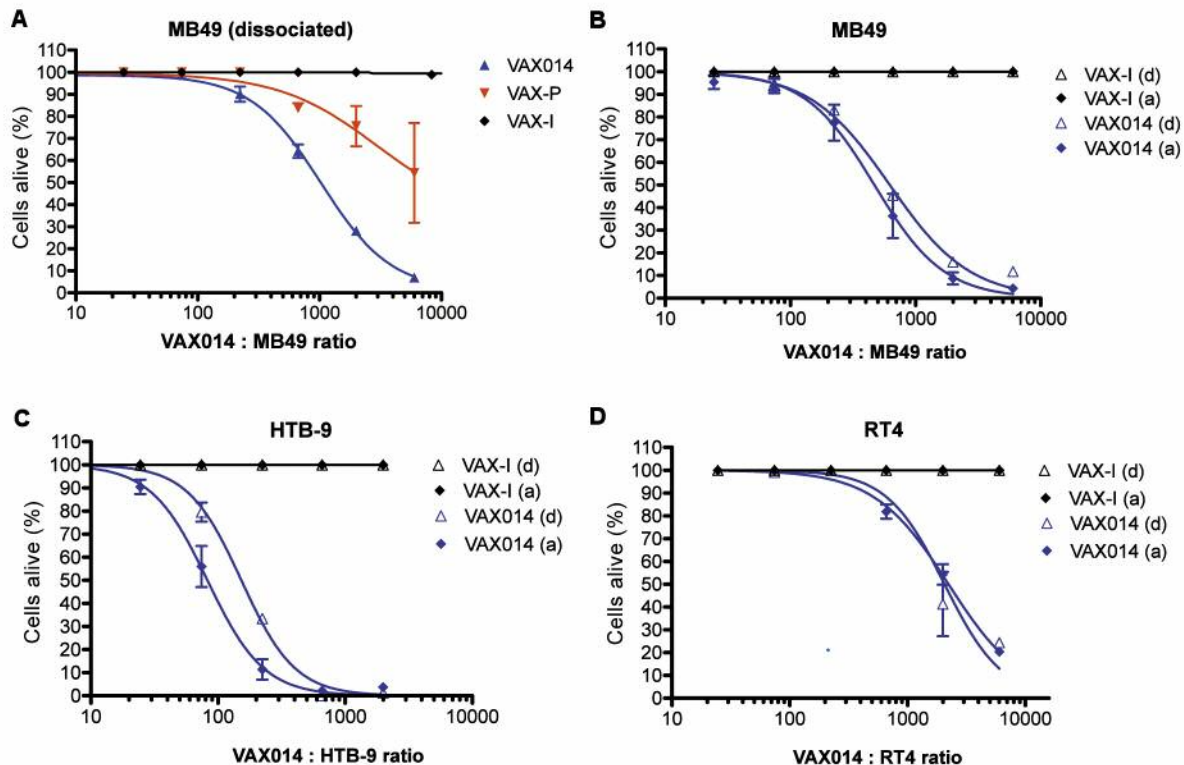 A
MB49 (dissociated)
110
100
90
80
70
60
50
40
30
20
10
0
Cells alive (%)
10
100
1000
10000
VAX014 : MB49 ratio
VAX014
VAX-P
VAX-I
B
MB49
110
100
90
80
70
60
50
40
30
20
10
0
Cells alive (%)
10
100
1000
10000
VAX014 : MB49 ratio
VAX-I (d)
VAX-I (a)
VAX014 (d)
VAX014 (a)
C
HTB-9
110
100
90
80
70
60
50
40
30
20
10
0
Cells alive (%)
10
100
1000
10000
VAX014 : HTB-9 ratio
VAX-I (d)
VAX-I (a)
VAX014 (d)
VAX014 (a)
D
RT4
110
100
90
80
70
60
50
40
30
20
10
0
Cells alive (%)
10
100
1000
10000
VAX014 : RT4 ratio
VAX-I (d)
VAX-I (a)
VAX014 (d)
VAX014 (a)